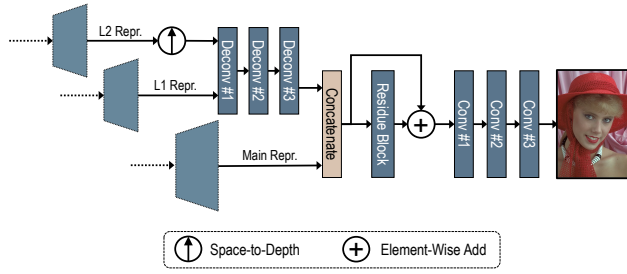 L2 Repr.
Deconv #1
Deconv #2
Deconv #3
L1 Repr.
Concatenate
Residue Block
Conv #1
Conv #2
Conv #3
Main Repr.
Space-to-Depth
Element-Wise Add